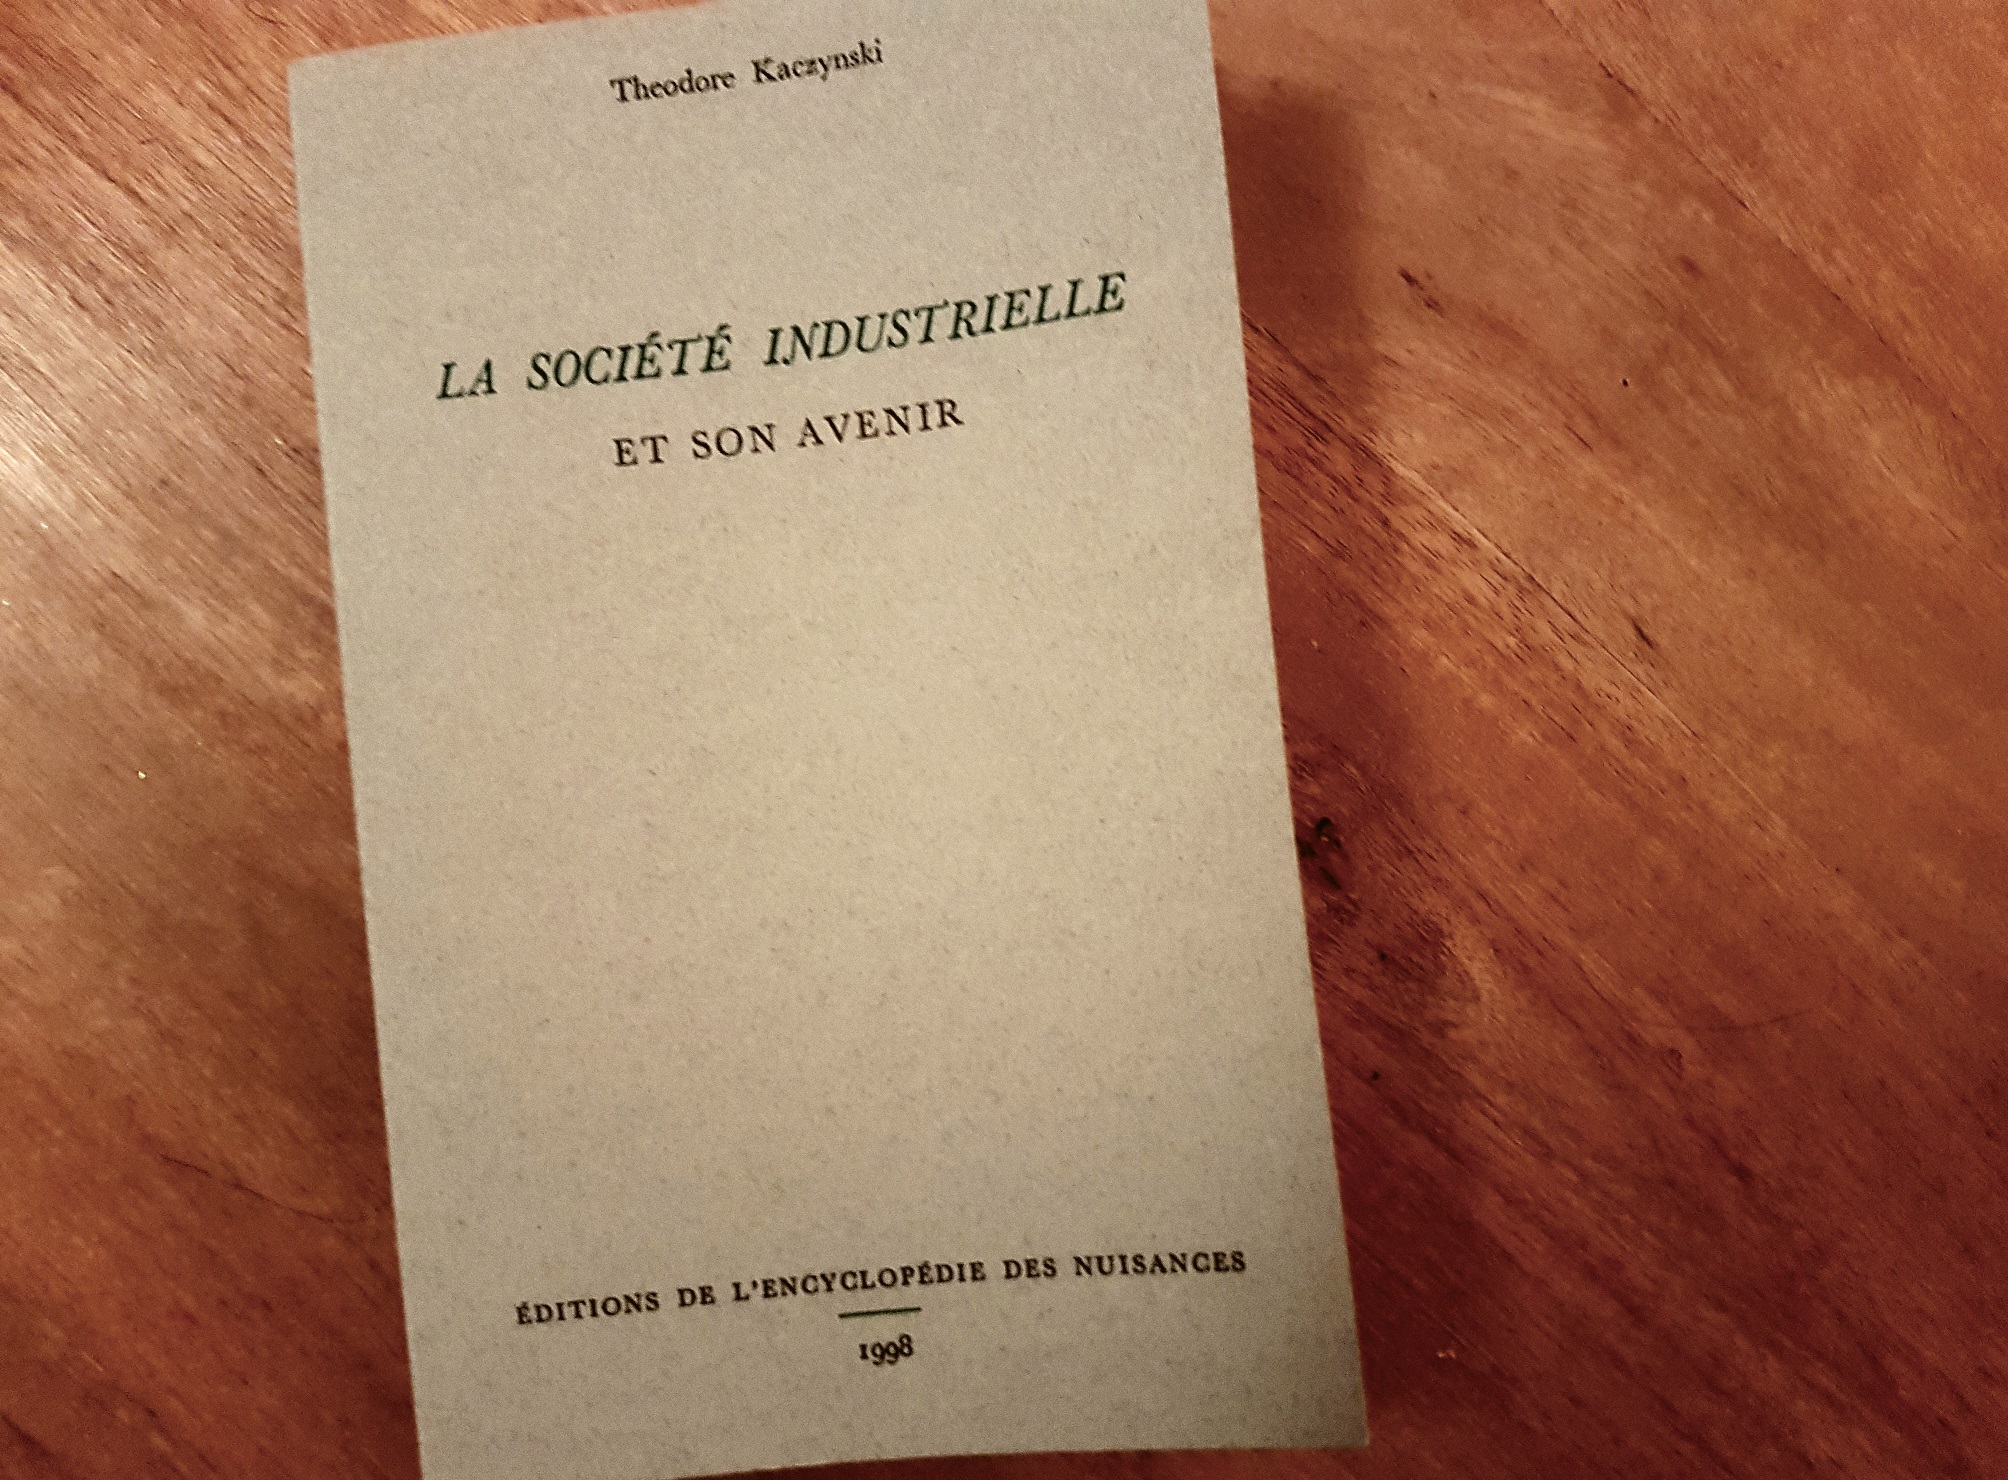 Theodore Kaczynski
LA SOCIÉTÉ INDUSTRIELLE
ET SON AVENIR
ÉDITIONS DE L'ENCYCLOPÉDIE DES NUISANCES
1998